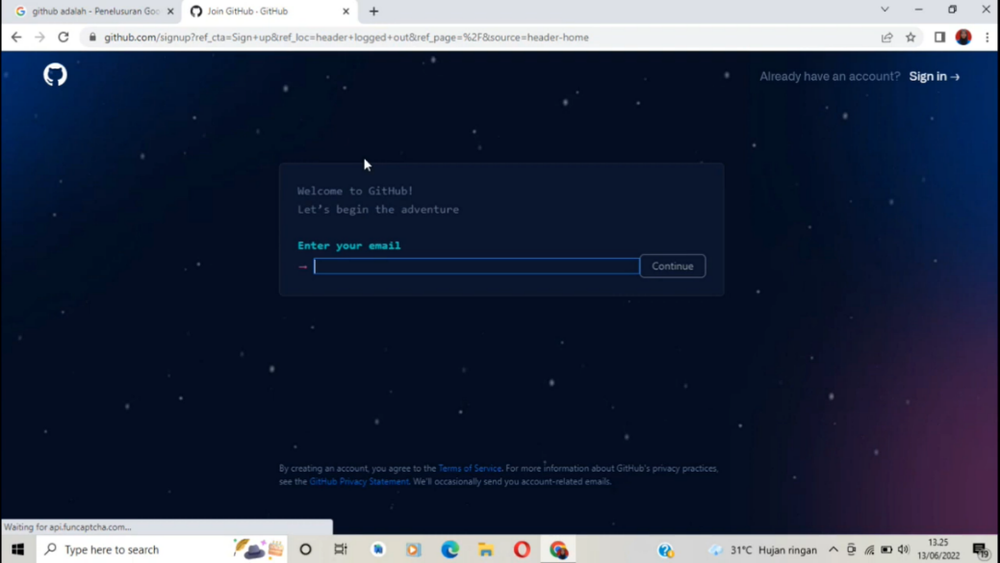 github adalah - Penelusuran Goo
Join GitHub · GitHub
github.com/signup?ref_cta=Sign+up&ref_loc=header+logged+out&ref_page=%2F&source=header-home
Already have an account? Sign in →
Welcome to GitHub!
Let's begin the adventure
Enter your email
→
Continue
By creating an account, you agree to the Terms of Service. For more information about GitHub's privacy practices,
see the GitHub Privacy Statement. We'll occasionally send you account-related emails.
Waiting for api.funcaptcha.com...
Type here to search
31°C Hujan ringan
13.25
13/06/2022
19